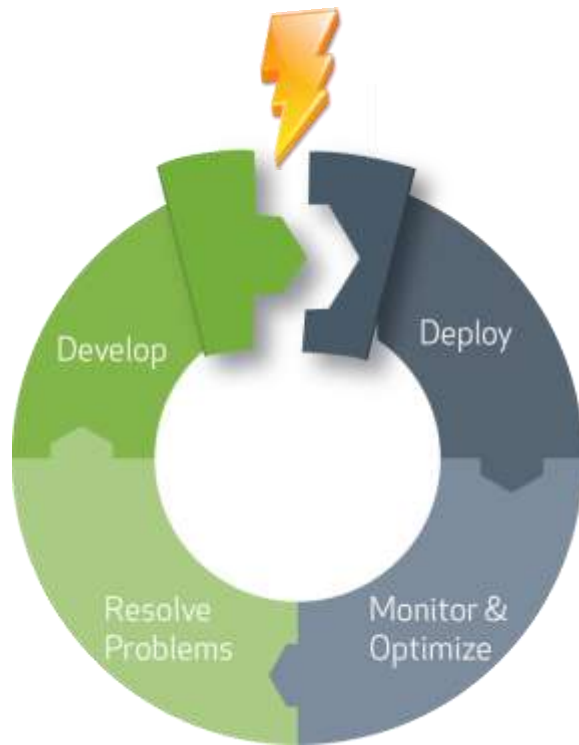 Develop
Deploy
Resolve
Problems
Monitor &
Optimize